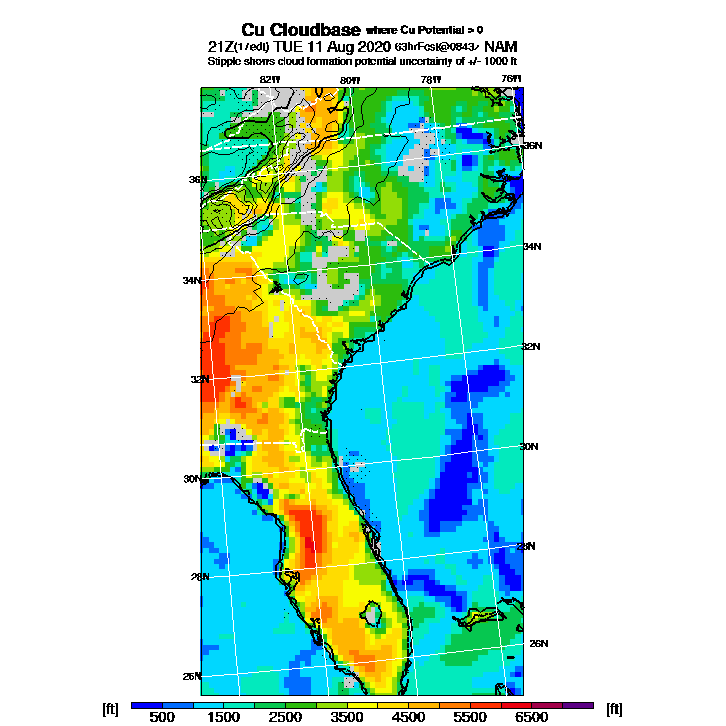 Cu Cloudbase where Cu Potential > 0
21Z(17edt) TUE 11 Aug 2020 63hrFcst@0843z NAM
Stipple shows cloud formation potential uncertainty of +/- 1000 ft
82W 80W 78W 76W
36N
36N
34N
34N
32N
32N
30N
30N
28N
28N
26N
26N
[ft] 500 1500 2500 3500 4500 5500 6500 [ft]